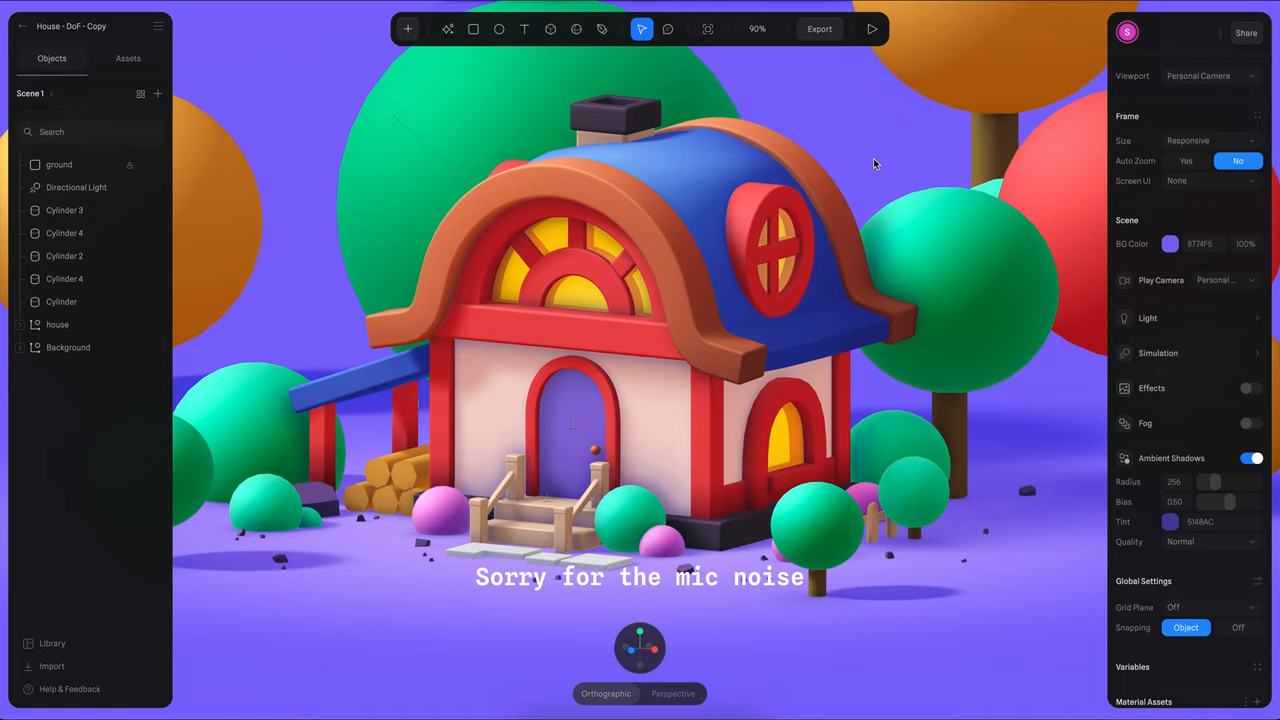 House - DoF - Copy
Objects
Assets
Scene 1
Search
ground
Directional Light
Cylinder 3
Cylinder 4
Cylinder 2
Cylinder 4
Cylinder
house
Background
Library
Import
Help & Feedback
90%
Export
Sorry for the mic noise
Orthographic
Perspective
S
Share
Viewport
Personal Camera
Frame
Size
Responsive
Auto Zoom
Yes
No
Screen UI
None
Scene
BG Color
8774F5
100%
Play Camera
Personal ...
Light
Simulation
Effects
Fog
Ambient Shadows
Radius
256
Bias
0.50
Tint
5148AC
Quality
Normal
Global Settings
Grid Plane
Off
Snapping
Object
Off
Variables
Material Assets